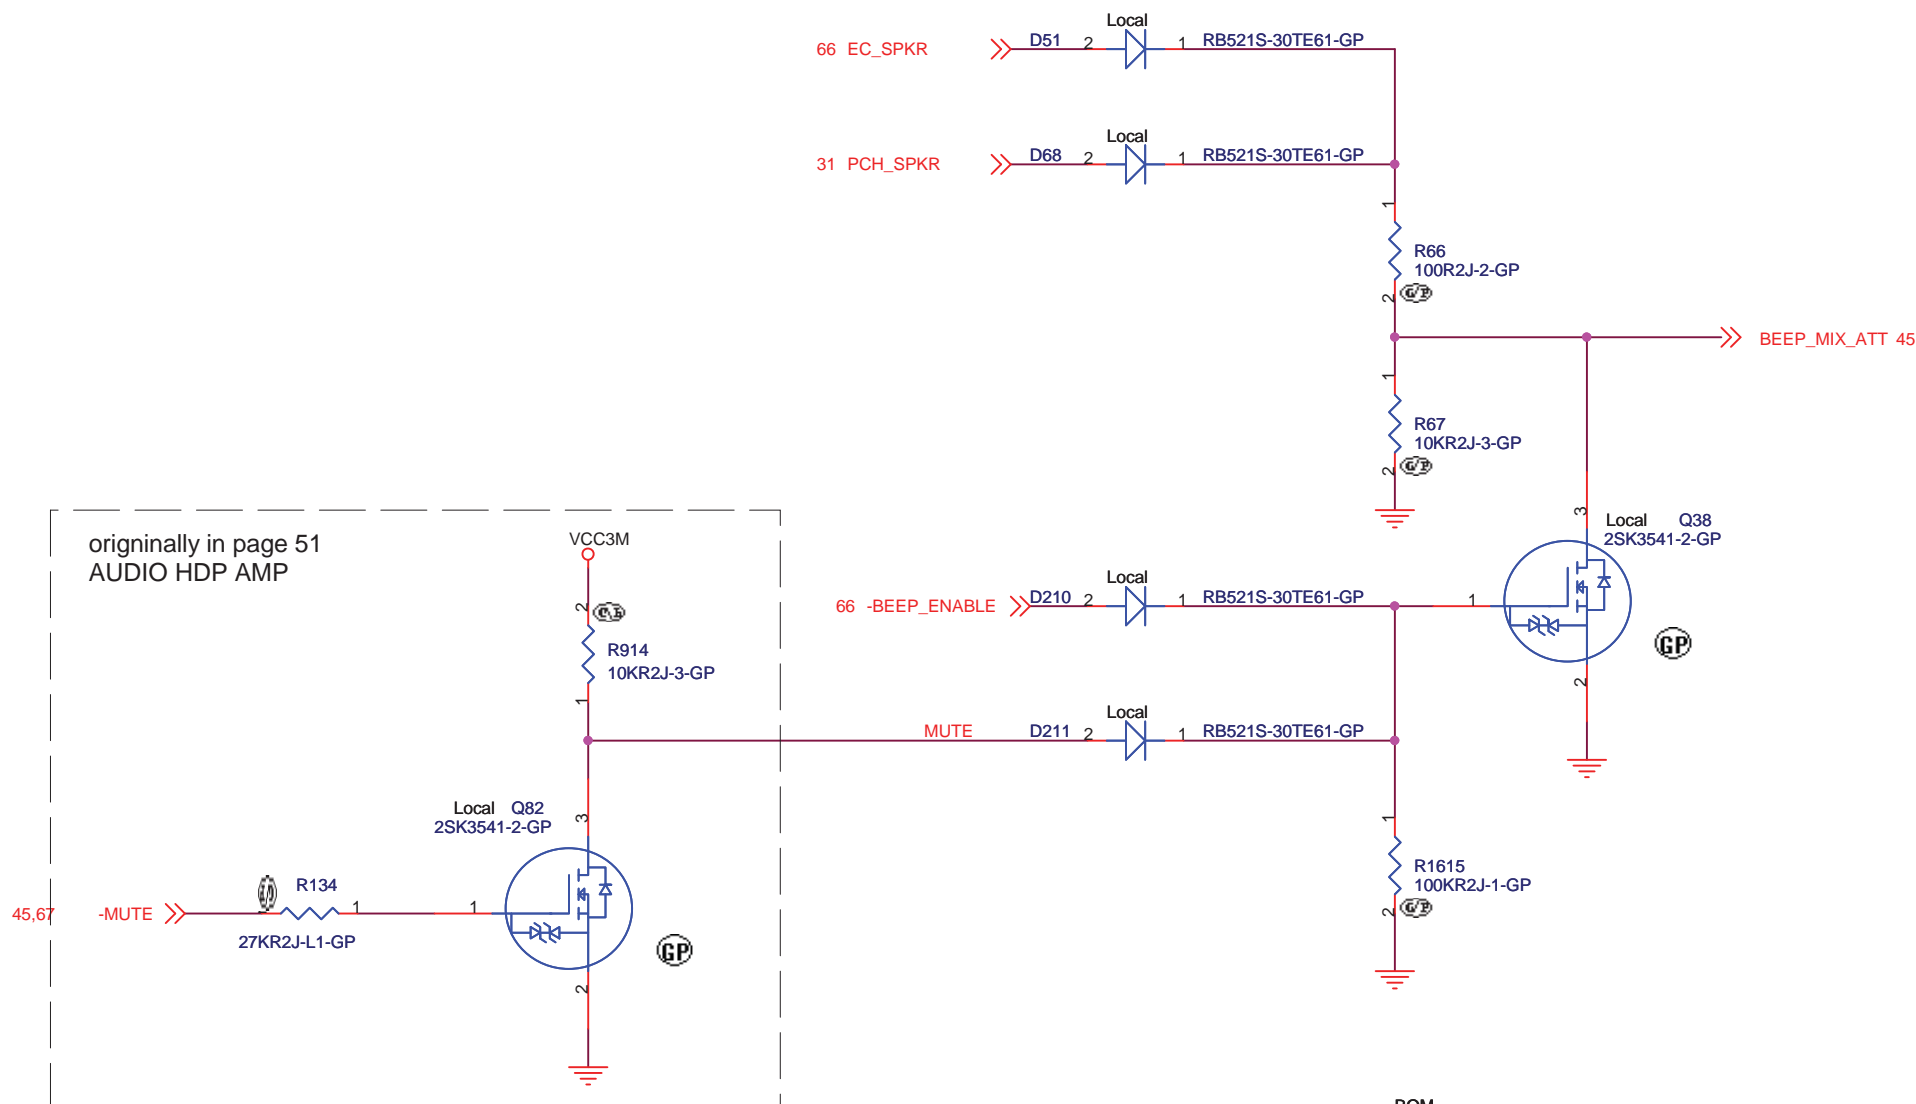 Local
66 EC_SPKR D51 2 1 RB521S-30TE61-GP
Local
31 PCH_SPKR D68 2 1 RB521S-30TE61-GP
1
R66
100R2J-2-GP
2 G/P
BEEP_MIX_ATT 45
1
R67
10KR2J-3-GP
2 G/P
origninally in page 51
AUDIO HDP AMP
VCC3M
2
R914
10KR2J-3-GP
1
3
Local Q38
2SK3541-2-GP
Local
66 -BEEP_ENABLE D210 2 1 RB521S-30TE61-GP
1
GP
2
Local
MUTE D211 2 1 RB521S-30TE61-GP
Local Q82
2SK3541-2-GP
3
1
R1615
100KR2J-1-GP
2 G/P
R134
45,67 -MUTE 1 1
27KR2J-L1-GP
GP
2